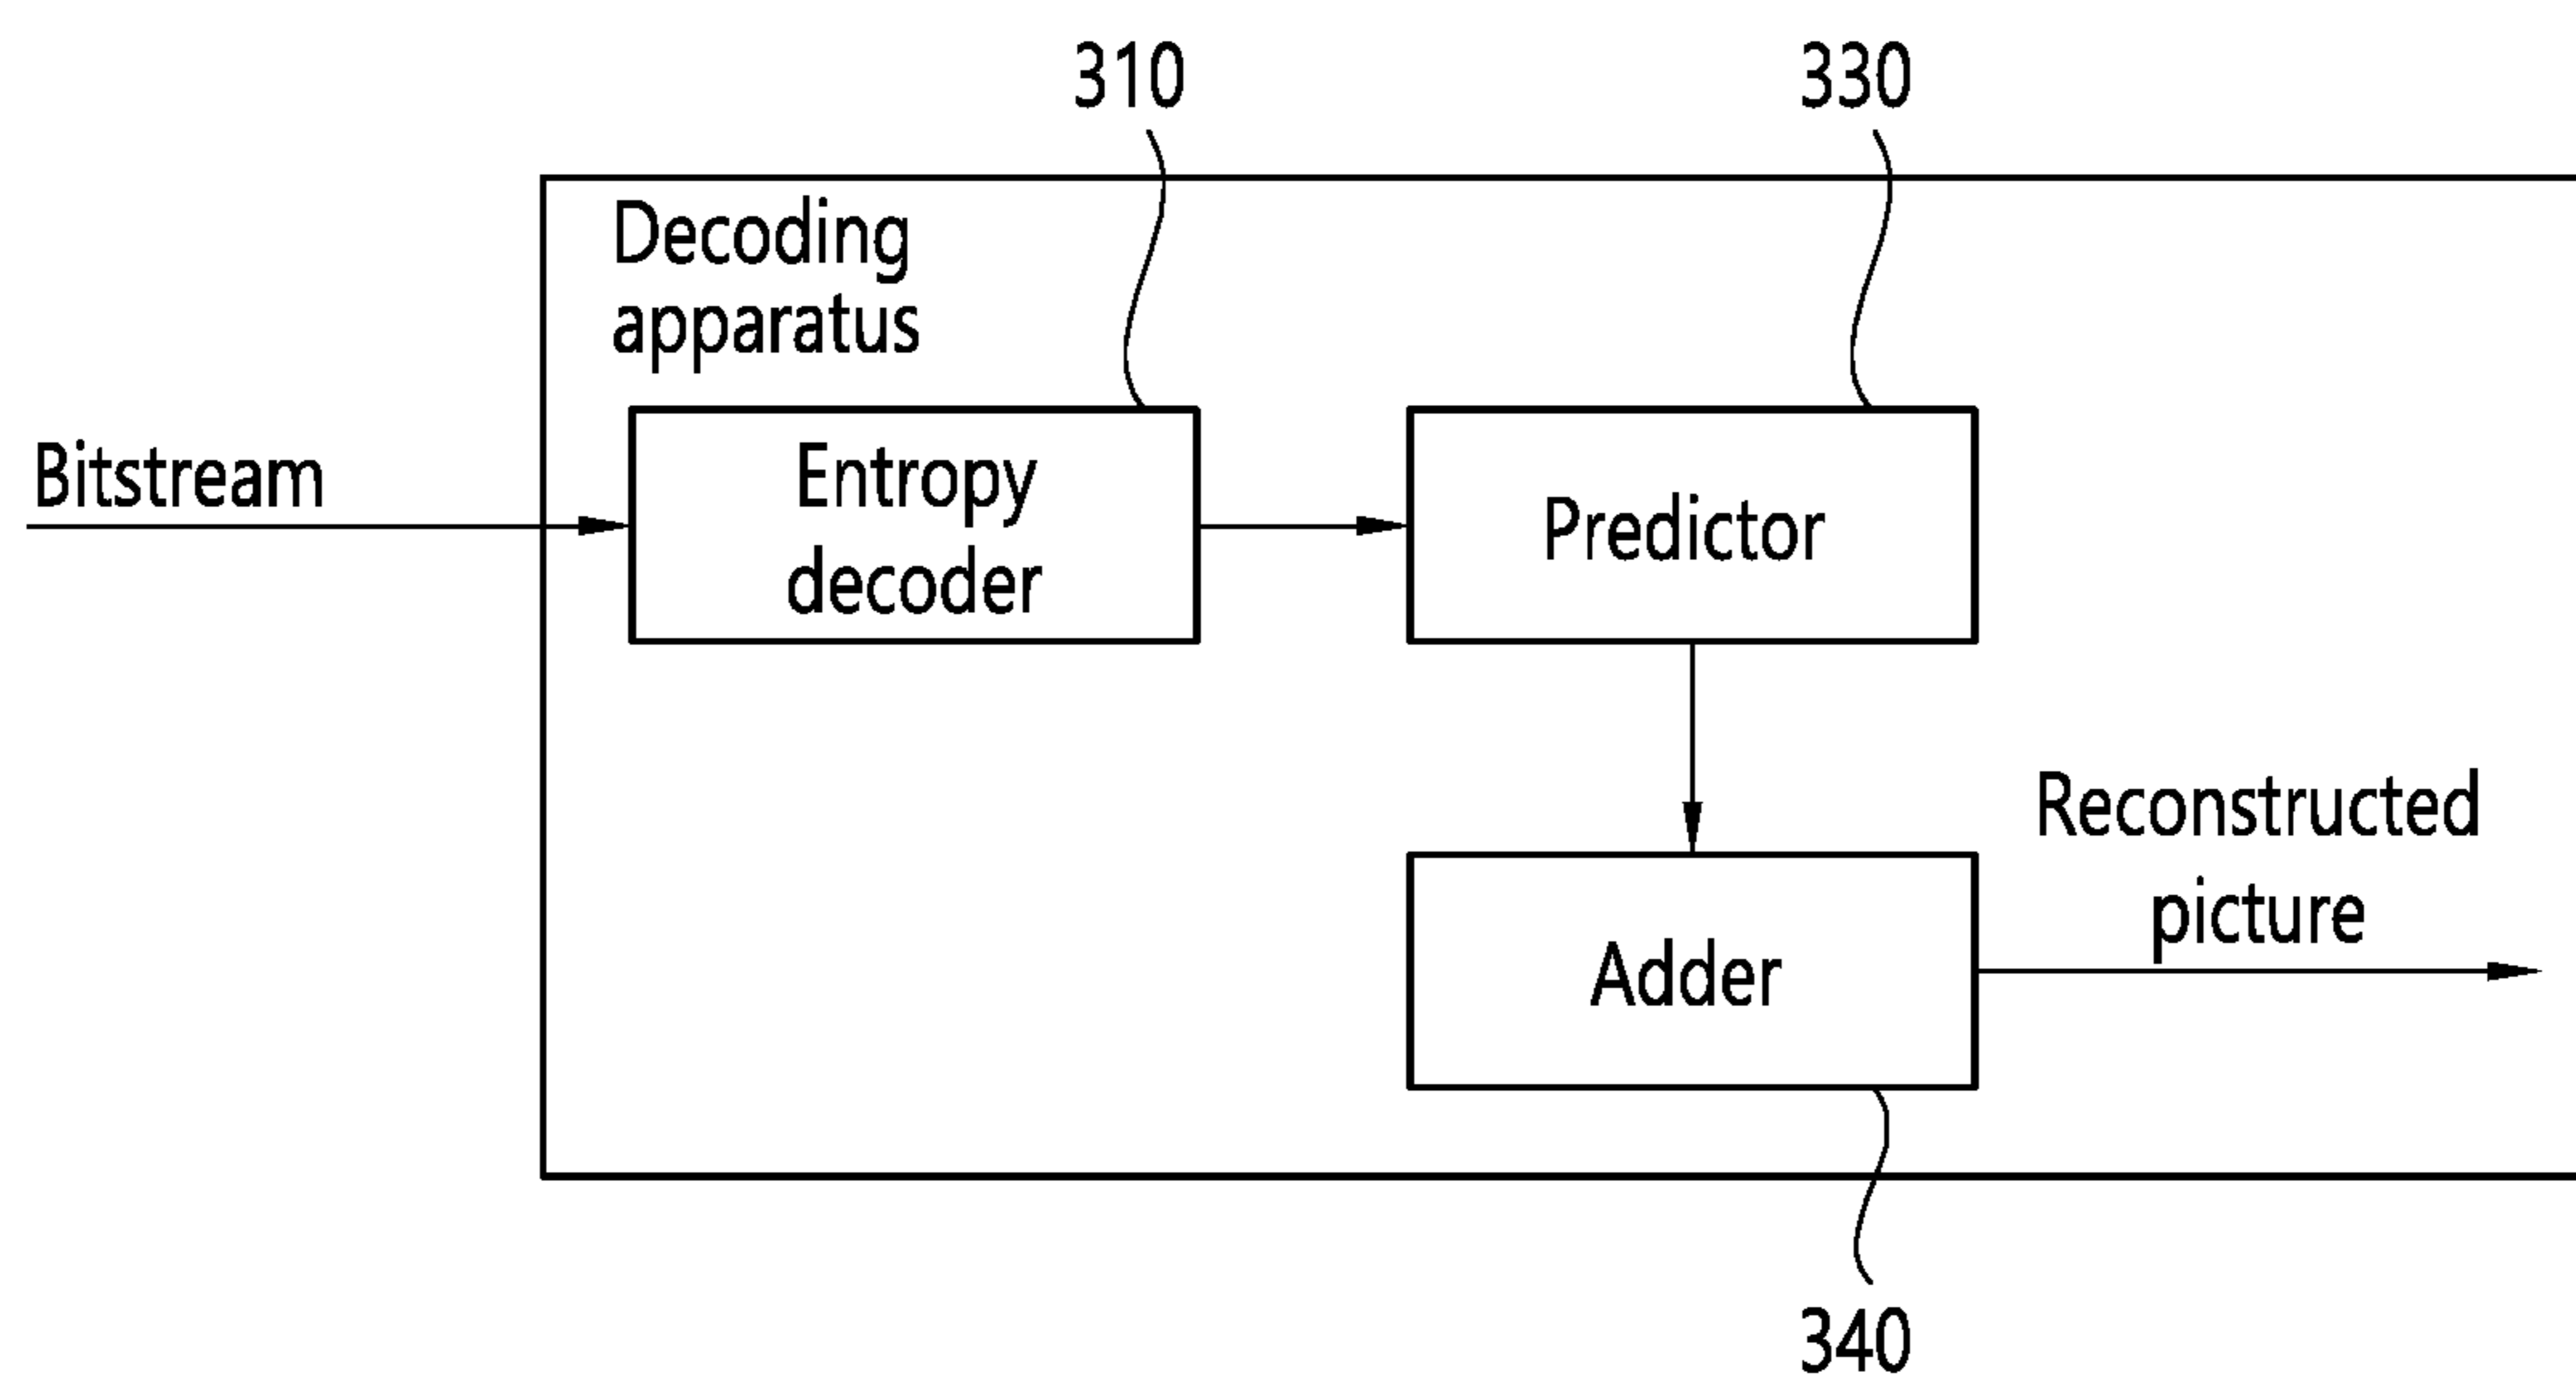 310
330
Decoding
apparatus
Bitstream
Entropy
decoder
Predictor
Reconstructed
picture
Adder
340